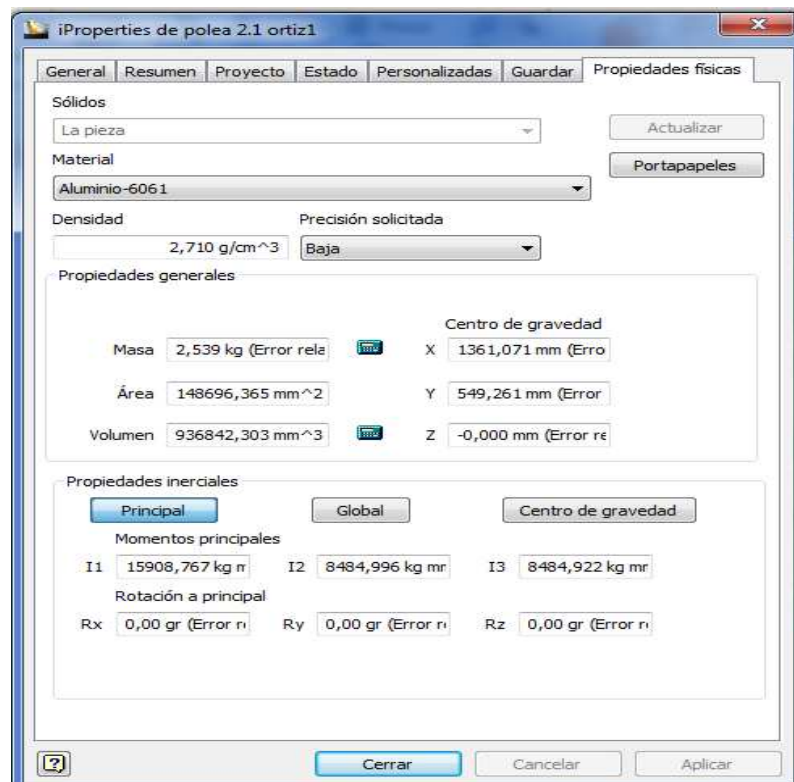 iProperties de polea 2.1 ortiz1
General Resumen Proyecto Estado Personalizadas Guardar Propiedades físicas
Sólidos
La pieza Actualizar
Material Portapapeles
Aluminio-6061
Densidad Precisión solicitada
2,710 g/cm^3 Baja
Propiedades generales
Centro de gravedad
Masa 2,539 kg (Error rela X 1361,071 mm (Erro
Área 148696,365 mm^2 Y 549,261 mm (Error
Volumen 936842,303 mm^3 Z -0,000 mm (Error re
Propiedades inerciales
Principal Global Centro de gravedad
Momentos principales
I1 15908,767 kg m I2 8484,996 kg mr I3 8484,922 kg mr
Rotación a principal
Rx 0,00 gr (Error re Ry 0,00 gr (Error re Rz 0,00 gr (Error re
Cerrar Cancelar Aplicar